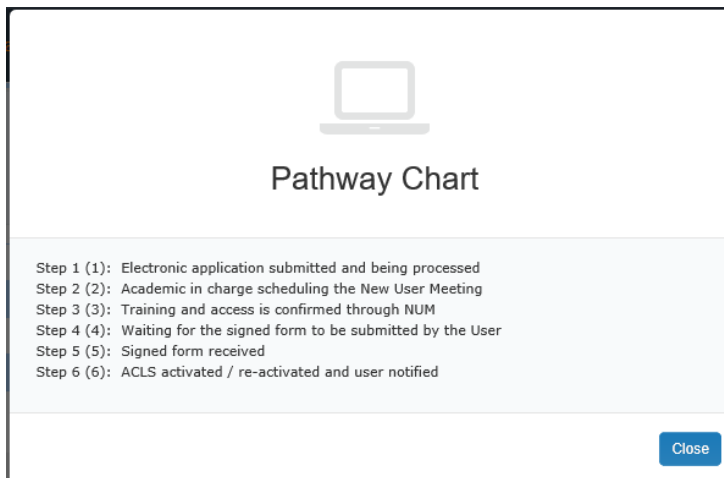 Pathway Chart
Step 1 (1): Electronic application submitted and being processed
Step 2 (2): Academic in charge scheduling the New User Meeting
Step 3 (3): Training and access is confirmed through NUM
Step 4 (4): Waiting for the signed form to be submitted by the User
Step 5 (5): Signed form received
Step 6 (6): ACLS activated / re-activated and user notified
Close